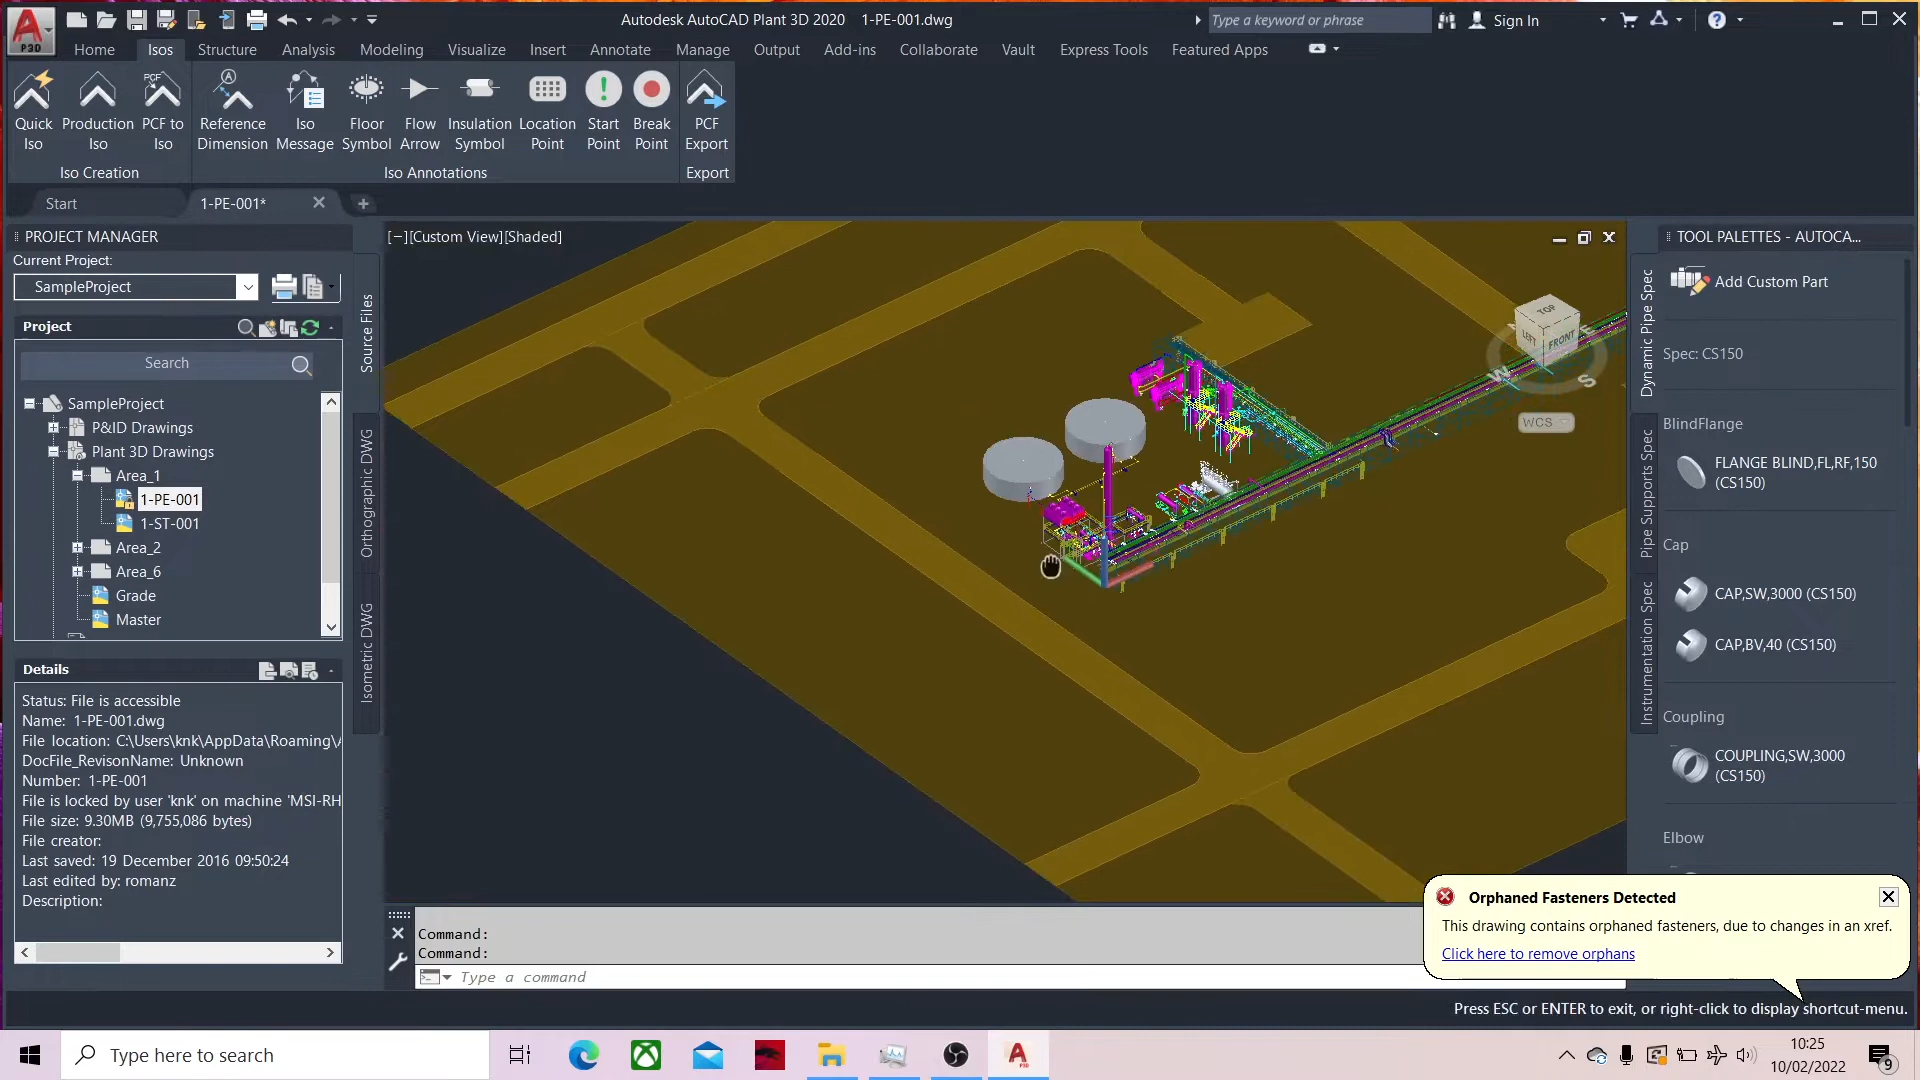 Autodesk AutoCAD Plant 3D 2020 1-PE-001.dwg
Type a keyword or phrase
Sign In
P3D
Home Isos Structure Analysis Modeling Visualize Insert Annotate Manage Output Add-ins Collaborate Vault Express Tools Featured Apps
Quick Iso
Production Iso
PCF to Iso
PCF
Reference Dimension
Iso Message
Floor Symbol
Flow Arrow
Insulation Symbol
Location Point
Start Point
Break Point
PCF Export
Iso Creation
Iso Annotations
Export
Start
1-PE-001*
PROJECT MANAGER
Current Project:
SampleProject
Project
Search
SampleProject
P&ID Drawings
Plant 3D Drawings
Area_1
1-PE-001
1-ST-001
Area_2
Area_6
Grade
Master
Details
Status: File is accessible
Name: 1-PE-001.dwg
File location: C:\Users\knk\AppData\Roaming\
DocFile_RevisonName: Unknown
Number: 1-PE-001
File is locked by user 'knk' on machine 'MSI-RH
File size: 9.30MB (9,755,086 bytes)
File creator:
Last saved: 19 December 2016 09:50:24
Last edited by: romanz
Description:
Source Files
Orthographic DWG
Isometric DWG
[−][Custom View][Shaded]
TOP
LEFT
FRONT
W
S
E
WCS
Command:
Command:
Type a command
TOOL PALETTES - AUTOCA...
Dynamic Pipe Spec
Pipe Supports Spec
Instrumentation Spec
Add Custom Part
Spec: CS150
BlindFlange
FLANGE BLIND,FL,RF,150
(CS150)
Cap
CAP,SW,3000 (CS150)
CAP,BV,40 (CS150)
Coupling
COUPLING,SW,3000
(CS150)
Elbow
Orphaned Fasteners Detected
This drawing contains orphaned fasteners, due to changes in an xref.
Click here to remove orphans
Press ESC or ENTER to exit, or right-click to display shortcut-menu.
Type here to search
10:25
10/02/2022
9